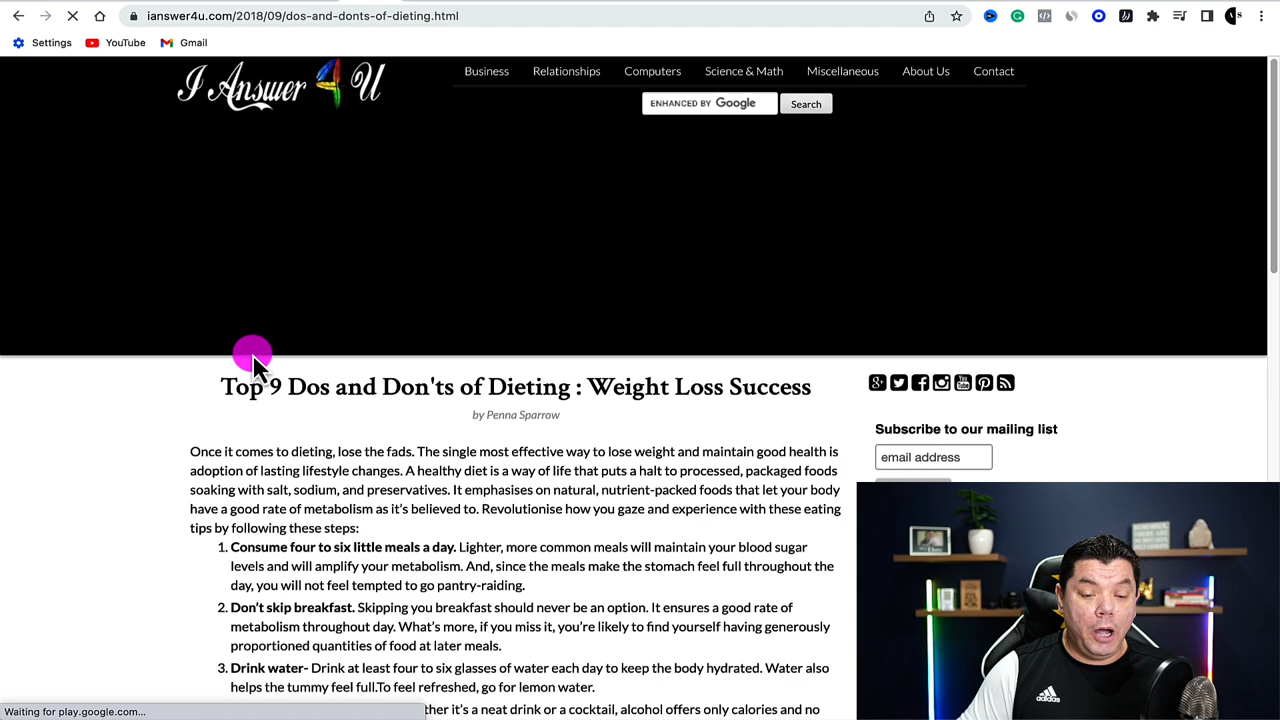 ianswer4u.com/2018/09/dos-and-donts-of-dieting.html
Settings YouTube Gmail
I Answer 4 U
Business Relationships Computers Science & Math Miscellaneous About Us Contact
ENHANCED BY Google Search
Top 9 Dos and Don'ts of Dieting : Weight Loss Success
by Penna Sparrow
Once it comes to dieting, lose the fads. The single most effective way to lose weight and maintain good health is
adoption of lasting lifestyle changes. A healthy diet is a way of life that puts a halt to processed, packaged foods
soaking with salt, sodium, and preservatives. It emphasises on natural, nutrient-packed foods that let your body
have a good rate of metabolism as it's believed to. Revolutionise how you gaze and experience with these eating
tips by following these steps:
1. Consume four to six little meals a day. Lighter, more common meals will maintain your blood sugar
levels and will amplify your metabolism. And, since the meals make the stomach feel full throughout the
day, you will not feel tempted to go pantry-raiding.
2. Don't skip breakfast. Skipping you breakfast should never be an option. It ensures a good rate of
metabolism throughout day. What's more, if you miss it, you're likely to find yourself having generously
proportioned quantities of food at later meals.
3. Drink water- Drink at least four to six glasses of water each day to keep the body hydrated. Water also
helps the tummy feel full.To feel refreshed, go for lemon water.
ther it's a neat drink or a cocktail, alcohol offers only calories and no
Subscribe to our mailing list
email address
Waiting for play.google.com...
adidas